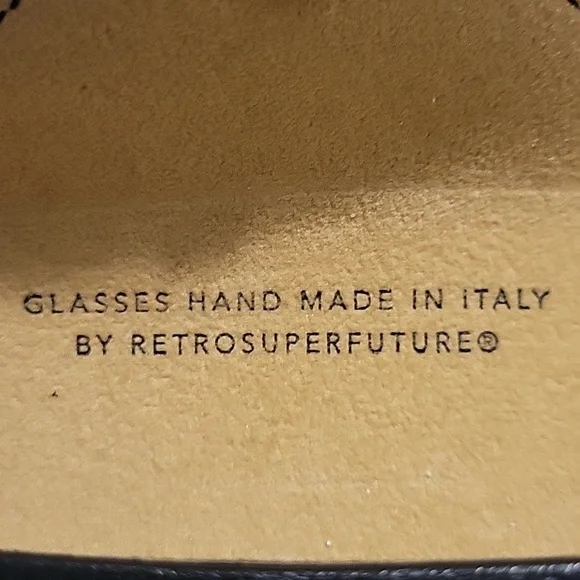 GLASSES HAND MADE IN ITALY
BY RETROSUPERFUTURE®